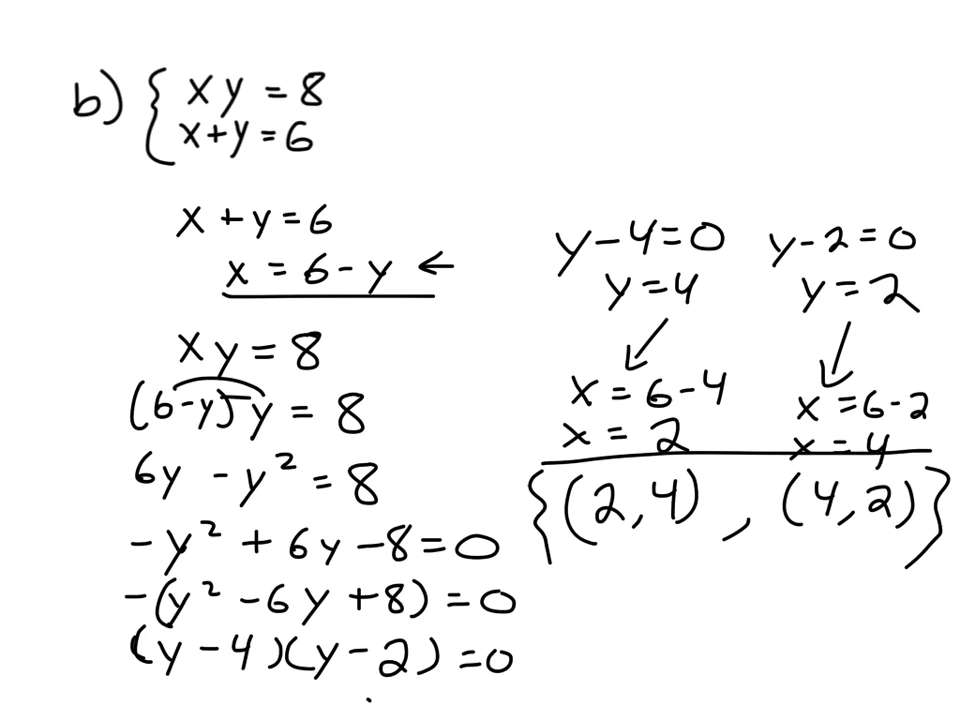 b) { xy = 8
x+y = 6
x + y = 6
x = 6 - y ←
xy = 8
(6-y)y = 8
6y - y² = 8
-y² + 6y - 8 = 0
-(y² - 6y + 8) = 0
(y - 4)(y - 2) = 0
y - 4 = 0
y = 4
x = 6 - 4
x = 2
y - 2 = 0
y = 2
x = 6 - 2
x = 4
{(2,4), (4,2)}